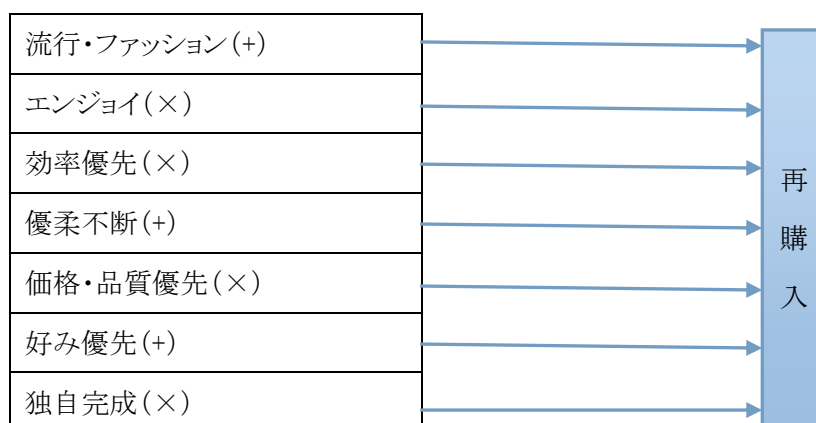 流行・ファッション(+)
エンジョイ(×)
効率優先(×)
優柔不断(+)
価格・品質優先(×)
好み優先(+)
独自完成(×)
再購入